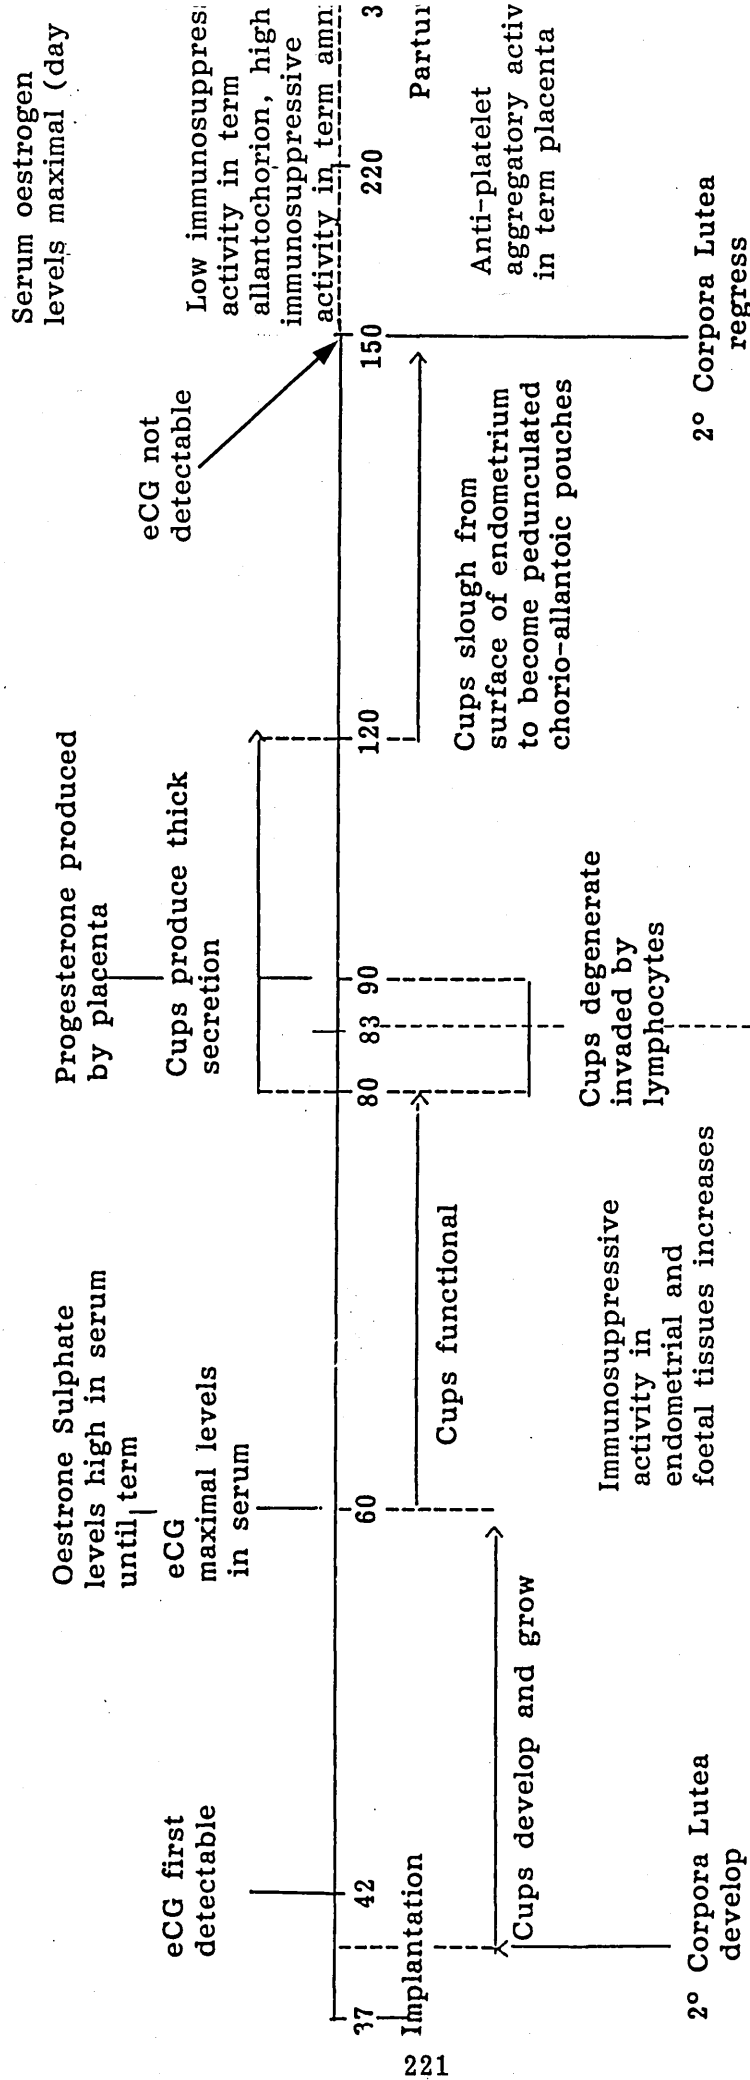 Serum oestrogen
levels maximal (day
Oestrone Sulphate
levels high in serum
until term
Progesterone produced
by placenta
eCG first
detectable
eCG
maximal levels
in serum
Cups produce thick
secretion
eCG not
detectable
Low immunosuppres
activity in term
allantochorion, high
immunosuppressive
activity in term amn
37
42
60
80
83
90
120
150
220
3
Implantation
Cups develop and grow
Cups functional
Cups degenerate
invaded by
lymphocytes
Cups slough from
surface of endometrium
to become pedunculated
chorio-allantoic pouches
Partur
Anti-platelet
aggregatory activ
in term placenta
Immunosuppressive
activity in
endometrial and
foetal tissues increases
2° Corpora Lutea
develop
2° Corpora Lutea
regress
221